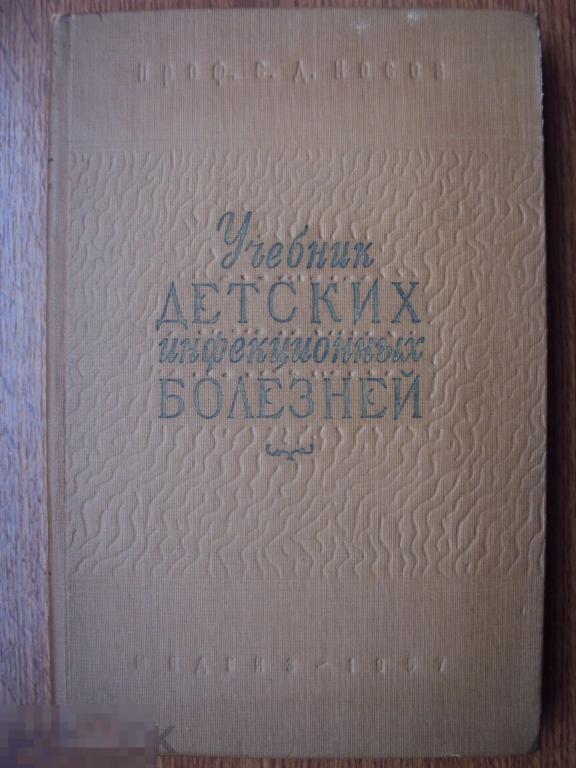 проф. С. Д. Носов
Учебник
ДЕТСКИХ
инфекционных
БОЛЕЗНЕЙ
МЕДГИЗ ~ 1957